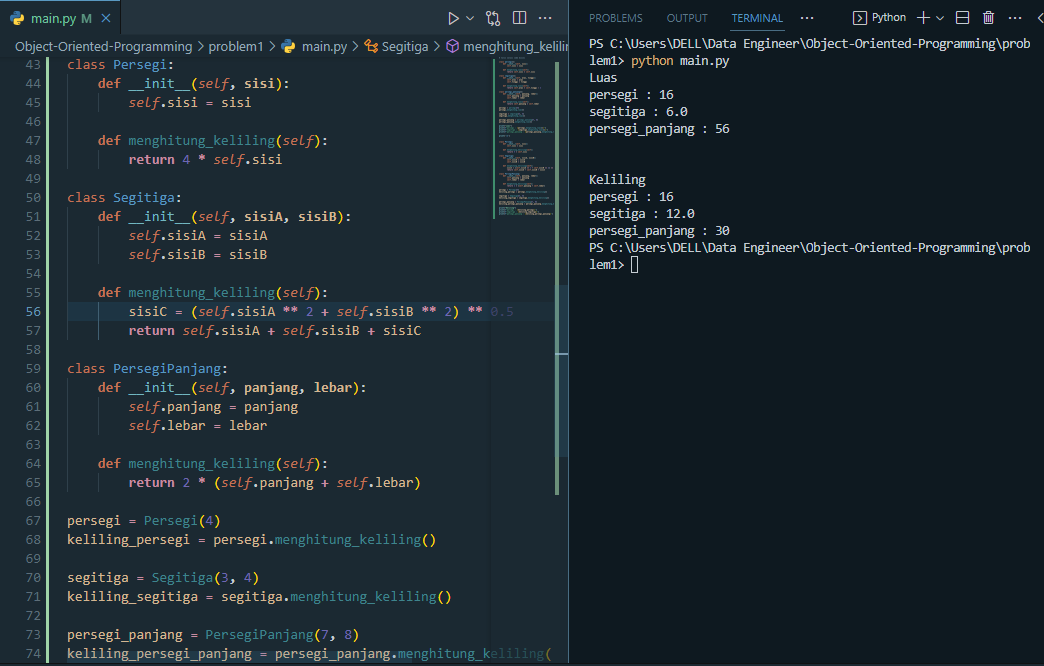 main.py M
Object-Oriented-Programming > problem1 > main.py > Segitiga > menghitung_kelilin
43 class Persegi:
44     def __init__(self, sisi):
45         self.sisi = sisi
46
47     def menghitung_keliling(self):
48         return 4 * self.sisi
49
50 class Segitiga:
51     def __init__(self, sisiA, sisiB):
52         self.sisiA = sisiA
53         self.sisiB = sisiB
54
55     def menghitung_keliling(self):
56         sisiC = (self.sisiA ** 2 + self.sisiB ** 2) ** 0.5
57         return self.sisiA + self.sisiB + sisiC
58
59 class PersegiPanjang:
60     def __init__(self, panjang, lebar):
61         self.panjang = panjang
62         self.lebar = lebar
63
64     def menghitung_keliling(self):
65         return 2 * (self.panjang + self.lebar)
66
67 persegi = Persegi(4)
68 keliling_persegi = persegi.menghitung_keliling()
69
70 segitiga = Segitiga(3, 4)
71 keliling_segitiga = segitiga.menghitung_keliling()
72
73 persegi_panjang = PersegiPanjang(7, 8)
74 keliling_persegi_panjang = persegi_panjang.menghitung_keliling(
PROBLEMS OUTPUT TERMINAL ··· Python
PS C:\Users\DELL\Data Engineer\Object-Oriented-Programming\prob
lem1> python main.py
Luas
persegi : 16
segitiga : 6.0
persegi_panjang : 56
Keliling
persegi : 16
segitiga : 12.0
persegi_panjang : 30
PS C:\Users\DELL\Data Engineer\Object-Oriented-Programming\prob
lem1>